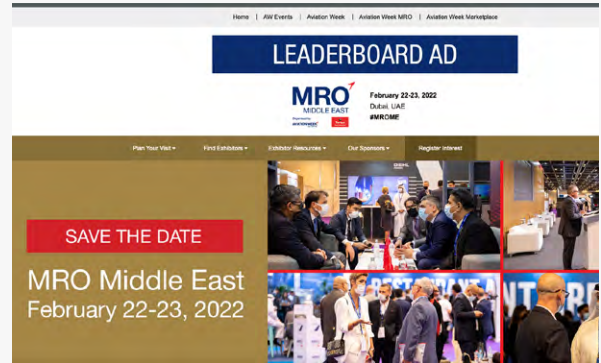 Home | AW Events | Aviation Week | Aviation Week MRO | Aviation Week Marketplace
LEADERBOARD AD
MRO
MIDDLE EAST
February 22-23, 2022
Dubai, UAE
#MROME
Plan Your Visit
Find Exhibitors
Exhibitor Resources
Our Sponsors
Register Interest
SAVE THE DATE
MRO Middle East
February 22-23, 2022